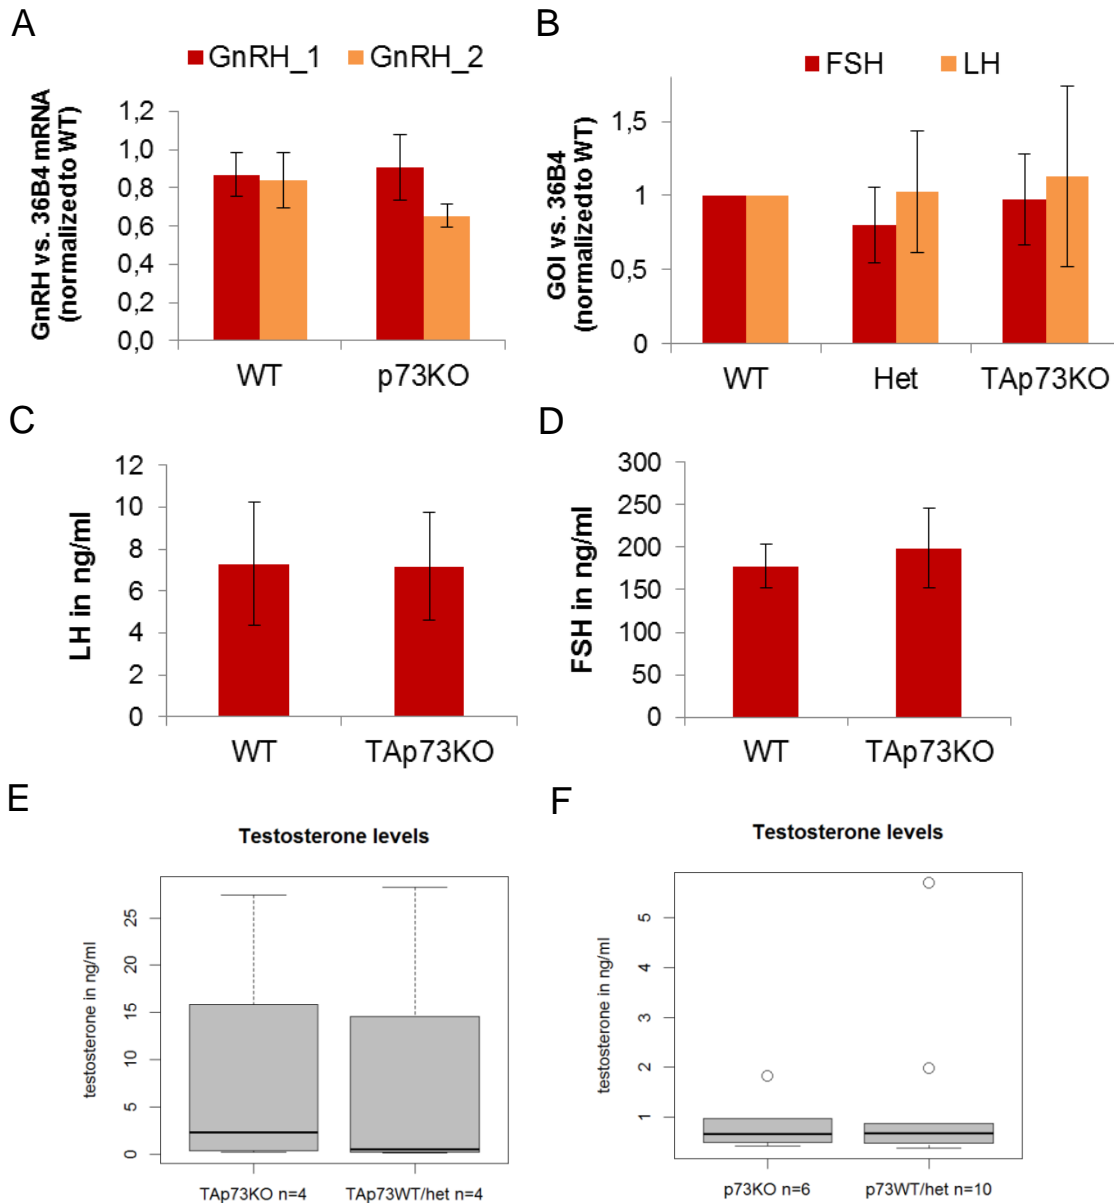 A
GnRH_1 GnRH_2
GnRH vs. 36B4 mRNA
(normalized to WT)
1,2
1,0
0,8
0,6
0,4
0,2
0,0
WT p73KO
B
FSH LH
GOI vs. 36B4
(normalized to WT)
1,5
1
0,5
0
WT Het TAp73KO
C
LH in ng/ml
12
10
8
6
4
2
0
WT TAp73KO
D
FSH in ng/ml
300
250
200
150
100
50
0
WT TAp73KO
E
Testosterone levels
testosterone in ng/ml
25
20
15
10
5
0
TAp73KO n=4 TAp73WT/het n=4
F
Testosterone levels
testosterone in ng/ml
5
4
3
2
1
p73KO n=6 p73WT/het n=10